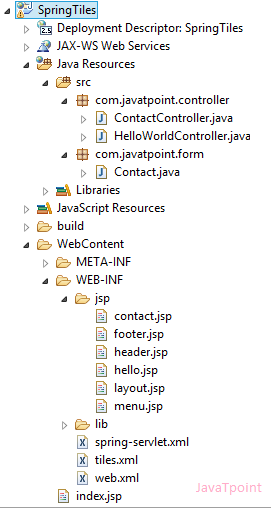 SpringTiles
Deployment Descriptor: SpringTiles
JAX-WS Web Services
Java Resources
src
com.javatpoint.controller
ContactController.java
HelloWorldController.java
com.javatpoint.form
Contact.java
Libraries
JavaScript Resources
build
WebContent
META-INF
WEB-INF
jsp
contact.jsp
footer.jsp
header.jsp
hello.jsp
layout.jsp
menu.jsp
lib
spring-servlet.xml
tiles.xml
web.xml
index.jsp
JavaTpoint